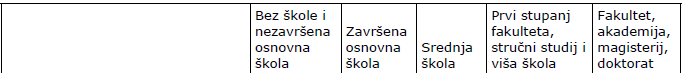 Bez škole i
nezavršena
osnovna
škola
Završena
osnovna
škola
Srednja
škola
Prvi stupanj
fakulteta,
stručni studij i
viša škola
Fakultet,
akademija,
magisterij,
doktorat